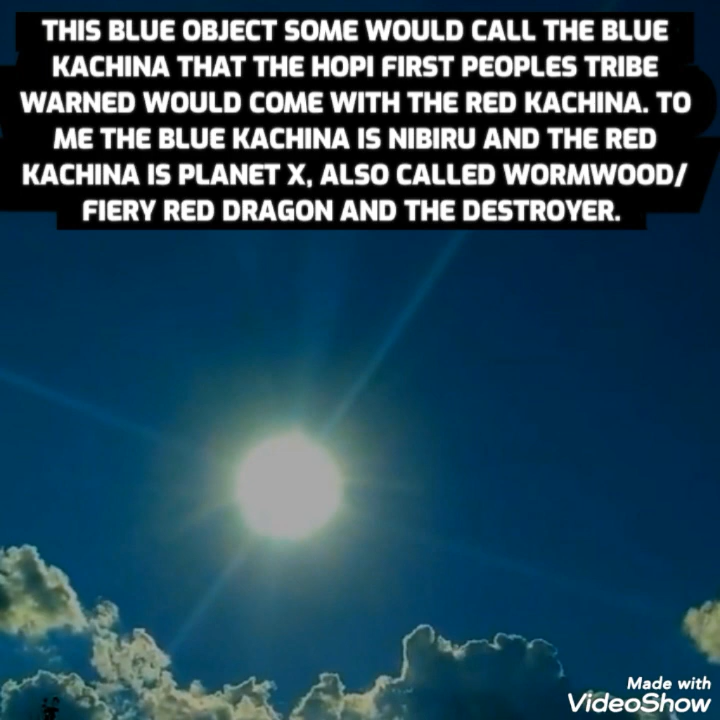 THIS BLUE OBJECT SOME WOULD CALL THE BLUE
KACHINA THAT THE HOPI FIRST PEOPLES TRIBE
WARNED WOULD COME WITH THE RED KACHINA. TO
ME THE BLUE KACHINA IS NIBIRU AND THE RED
KACHINA IS PLANET X, ALSO CALLED WORMWOOD/
FIERY RED DRAGON AND THE DESTROYER.
Made with
VideoShow